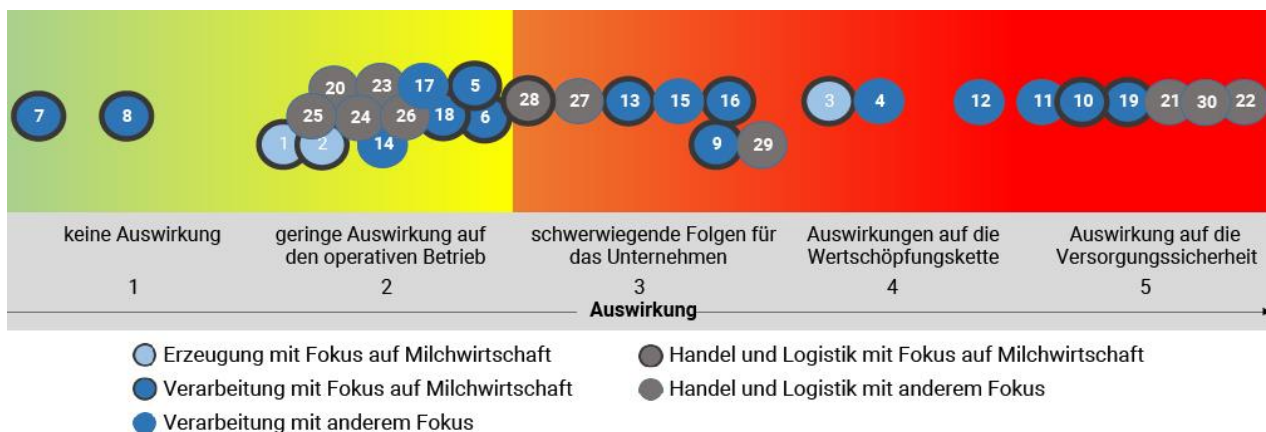 20 23 17 5
7 8 25 24 26 18 6
1 2 14
28 27 13 15 16
9 29
3 4 12 11 10 19 21 30 22
keine Auswirkung
geringe Auswirkung auf
den operativen Betrieb
schwerwiegende Folgen für
das Unternehmen
Auswirkungen auf die
Wertschöpfungskette
Auswirkung auf die
Versorgungssicherheit
1 2 3 4 5
Auswirkung
Erzeugung mit Fokus auf Milchwirtschaft
Verarbeitung mit Fokus auf Milchwirtschaft
Verarbeitung mit anderem Fokus
Handel und Logistik mit Fokus auf Milchwirtschaft
Handel und Logistik mit anderem Fokus